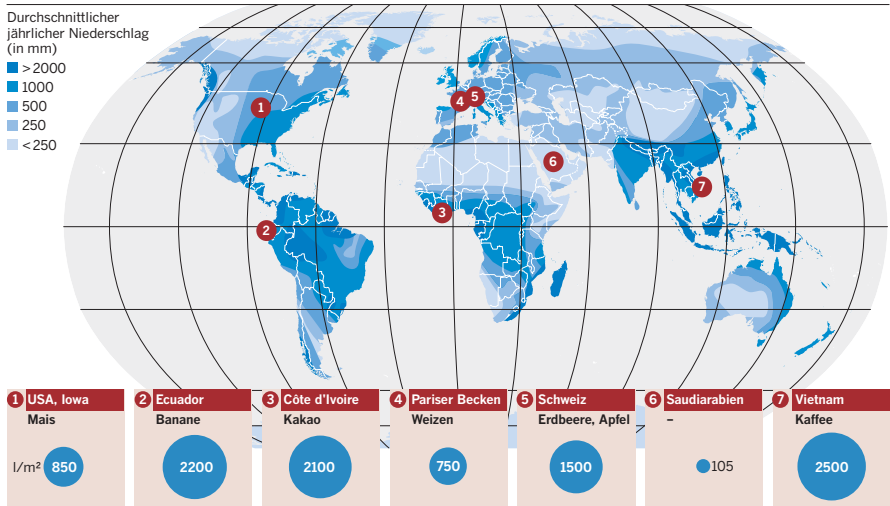 Durchschnittlicher
jährlicher Niederschlag
(in mm)
>2000
1000
500
250
<250
1
2
3
4
5
6
7
1 USA, Iowa
Mais
l/m² 850
2 Ecuador
Banane
2200
3 Côte d'Ivoire
Kakao
2100
4 Pariser Becken
Weizen
750
5 Schweiz
Erdbeere, Apfel
1500
6 Saudiarabien
–
105
7 Vietnam
Kaffee
2500